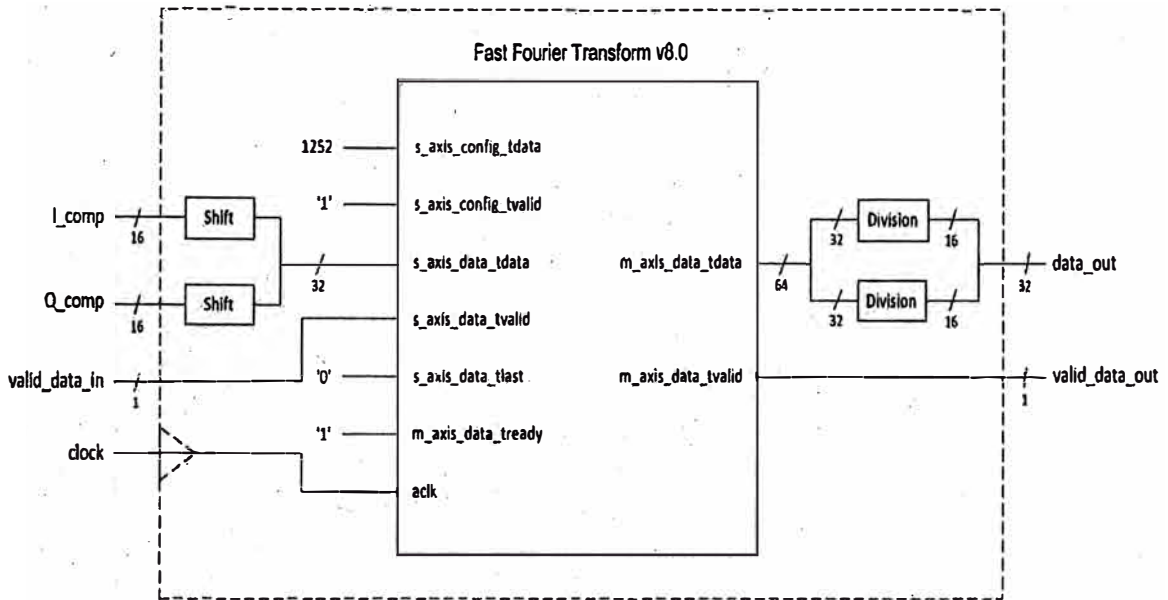 Fast Fourier Transform v8.0
1252 s_axis_config_tdata
'1' s_axis_config_tvalid
I_comp 16 Shift
s_axis_data_tdata 32
Q_comp 16 Shift
s_axis_data_tvalid
valid_data_in 1
'0' s_axis_data_tlast
'1' m_axis_data_tready
clock
aclk
m_axis_data_tdata 64
32 Division 16
32 Division 16
data_out 32
m_axis_data_tvalid
valid_data_out 1